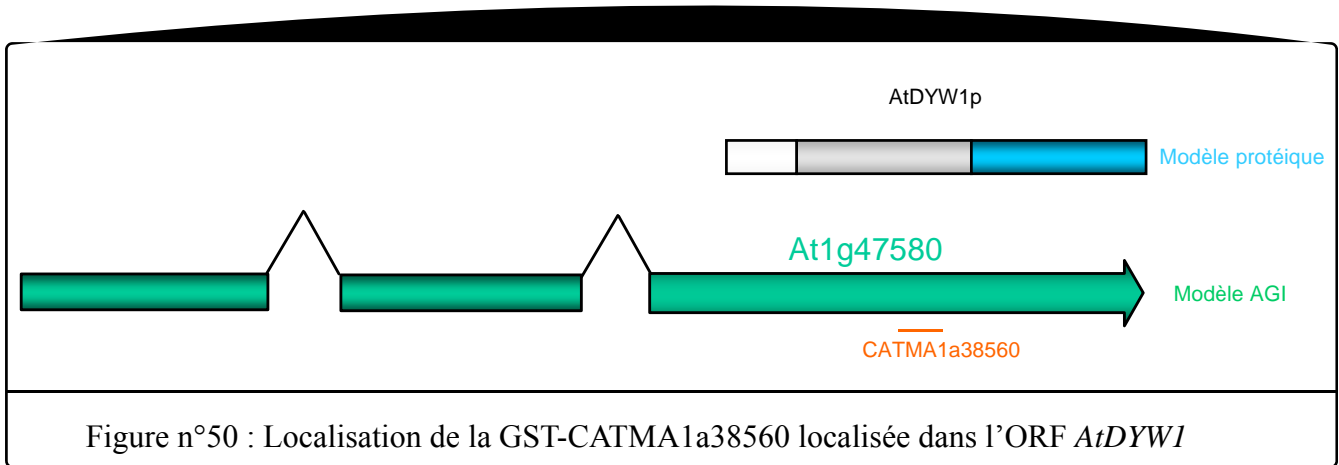 AtDYW1p
Modèle protéique
At1g47580
Modèle AGI
CATMA1a38560
Figure n°50 : Localisation de la GST-CATMA1a38560 localisée dans l’ORF AtDYW1